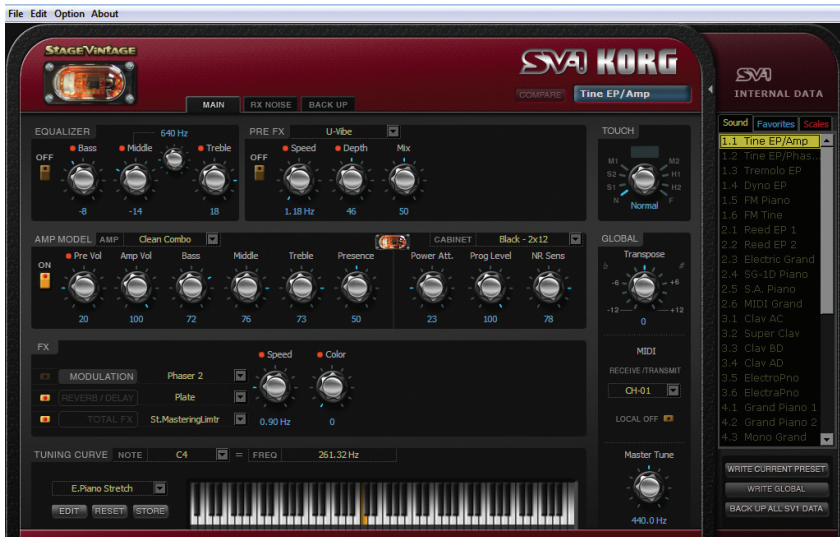 File Edit Option About
STAGEVINTAGE
SV1 KORG
COMPARE Tine EP/Amp
MAIN RX NOISE BACK UP
EQUALIZER
640 Hz
OFF Bass Middle Treble
-8 -14 18
PRE FX U-Vibe
OFF Speed Depth Mix
1.18 Hz 46 50
TOUCH
M1 M2
S2 H1
S1 H2
N F
Normal
AMP MODEL AMP Clean Combo CABINET Black - 2x12
ON Pre Vol Amp Vol Bass Middle Treble Presence Power Att. Prog Level NR Sens
20 100 72 76 73 50 23 100 78
GLOBAL
Transpose
♭ #
-6 +6
-12 +12
0
MIDI
RECEIVE /TRANSMIT
CH-01
LOCAL OFF
Master Tune
440.0 Hz
FX
Speed Color
MODULATION Phaser 2
REVERB / DELAY Plate
TOTAL FX St.MasteringLimtr
0.90 Hz 0
TUNING CURVE NOTE C4 = FREQ 261.32 Hz
E.Piano Stretch
EDIT RESET STORE
SV1
INTERNAL DATA
Sound Favorites Scales
1.1 Tine EP/Amp
1.2 Tine EP/Phas...
1.3 Tremolo EP
1.4 Dyno EP
1.5 FM Piano
1.6 FM Tine
2.1 Reed EP 1
2.2 Reed EP 2
2.3 Electric Grand
2.4 SG-1D Piano
2.5 S.A. Piano
2.6 MIDI Grand
3.1 Clav AC
3.2 Super Clav
3.3 Clav BD
3.4 Clav AD
3.5 ElectroPno
3.6 ElectraPno
4.1 Grand Piano 1
4.2 Grand Piano 2
4.3 Mono Grand
WRITE CURRENT PRESET
WRITE GLOBAL
BACK UP ALL SV1 DATA